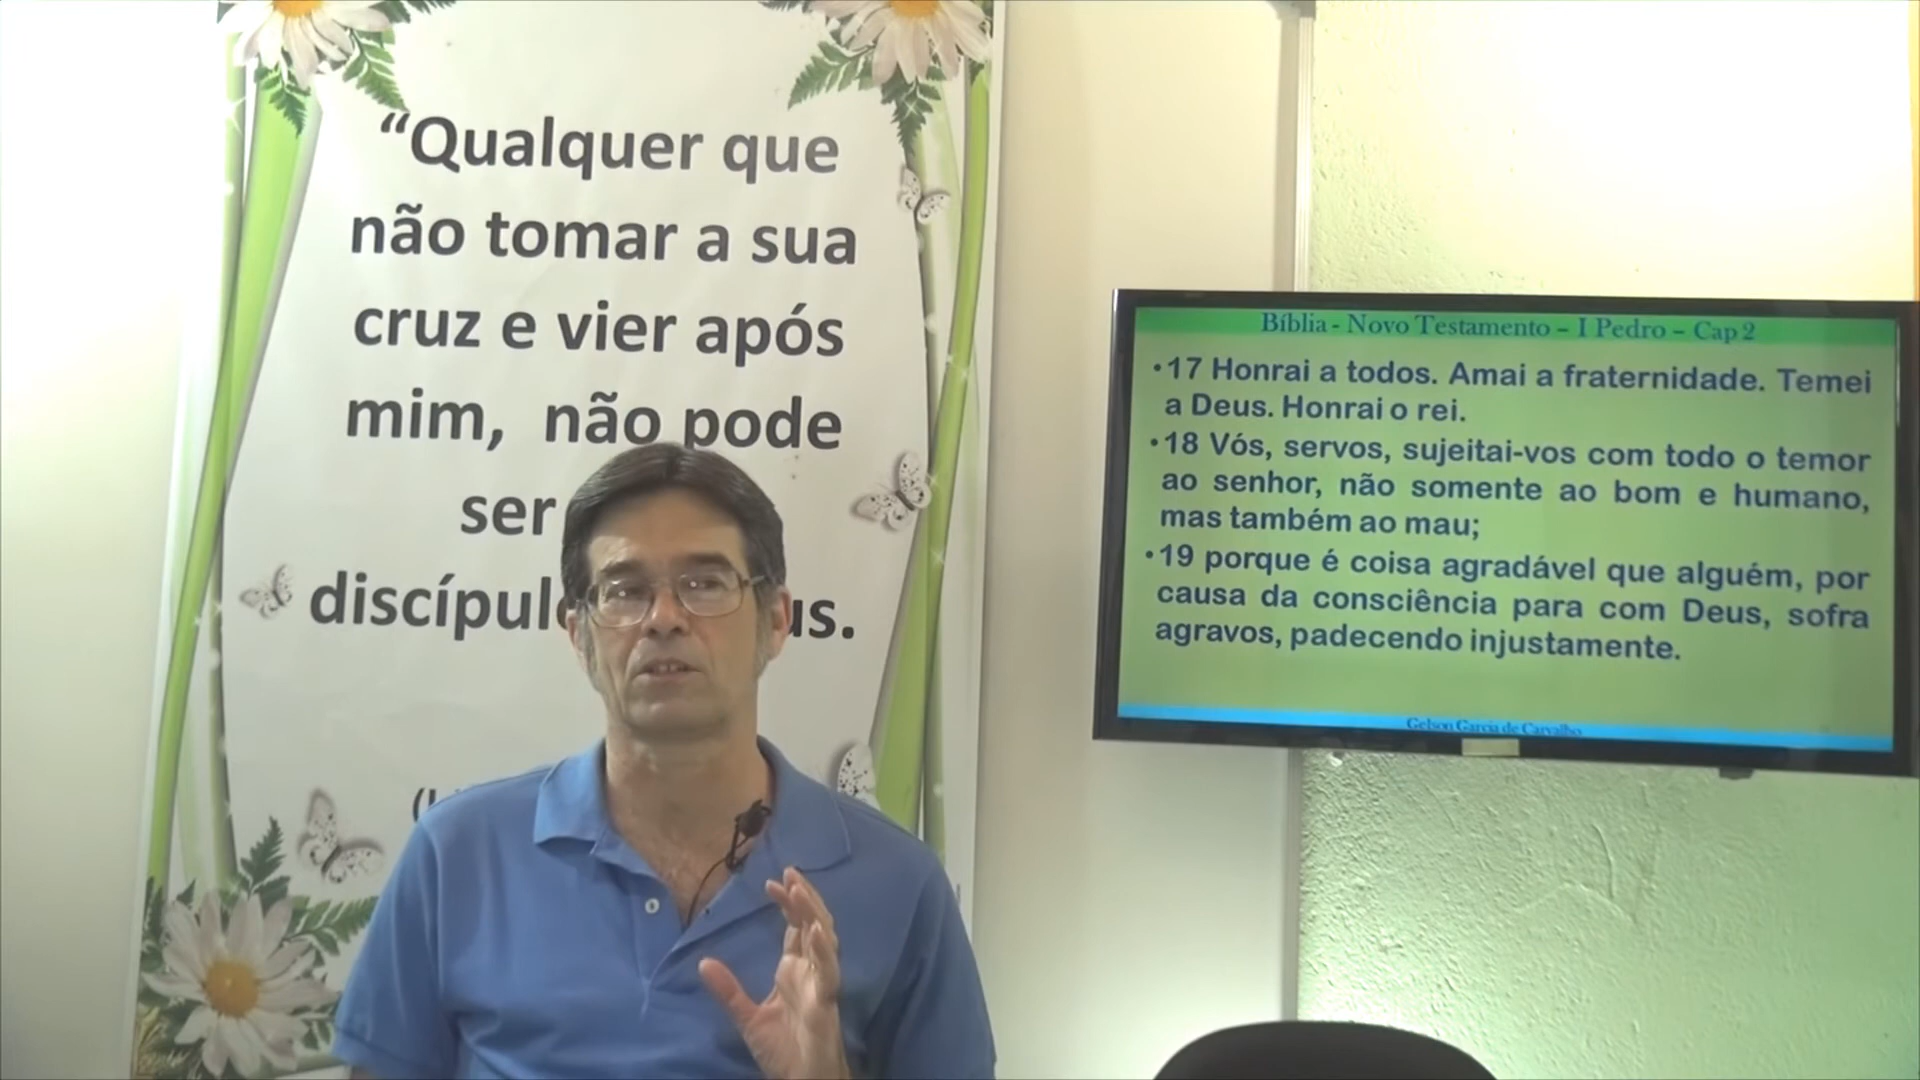 “Qualquer que
não tomar a sua
cruz e vier após
mim, não pode
ser
us.
Bíblia - Novo Testamento – I Pedro – Cap 2
•17 Honrai a todos. Amai a fraternidade. Temei
a Deus. Honrai o rei.
•18 Vós, servos, sujeitai-vos com todo o temor
ao senhor, não somente ao bom e humano,
mas também ao mau;
•19 porque é coisa agradável que alguém, por
causa da consciência para com Deus, sofra
agravos, padecendo injustamente.
Gelson Garcia de Carvalho